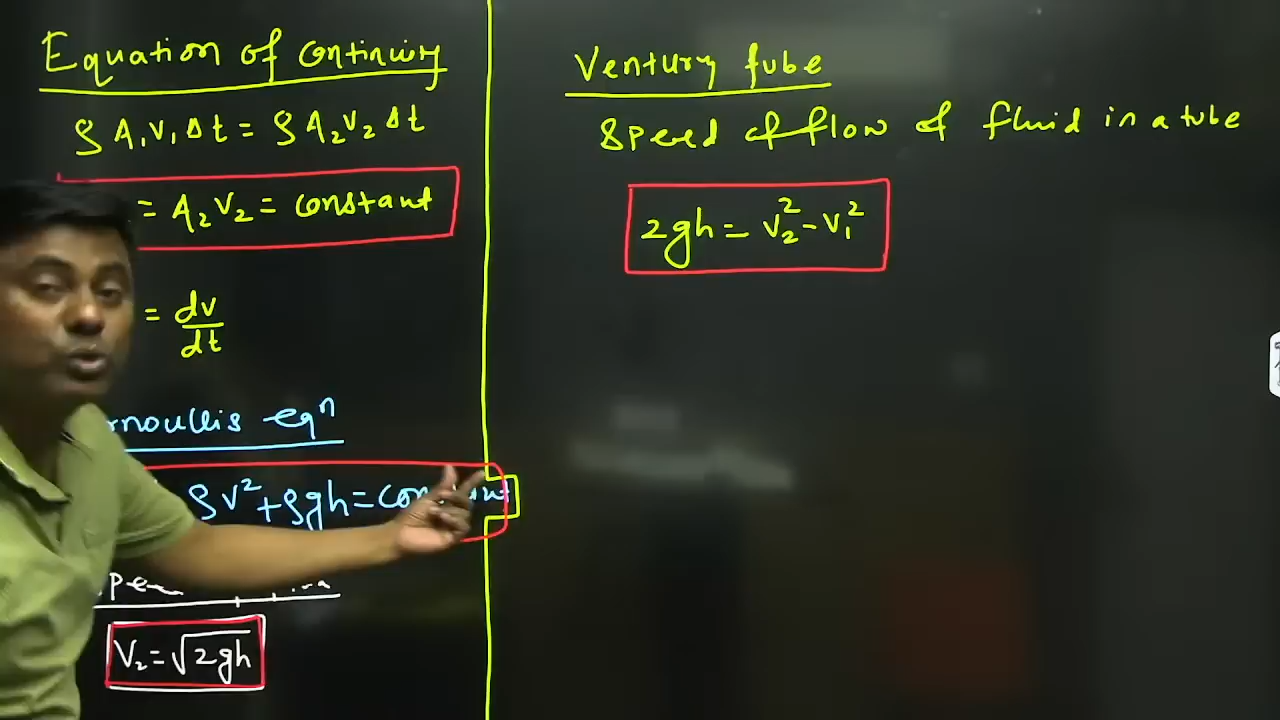 Equation of continuity
ρA₁V₁Δt = ρA₂V₂Δt
= A₂V₂ = constant
= dv/dt
rnoullis eqⁿ
ρV² + ρgh = con
V₂ = √2gh
Ventury tube
Speed of flow of fluid in a tube
2gh = V₂² - V₁²